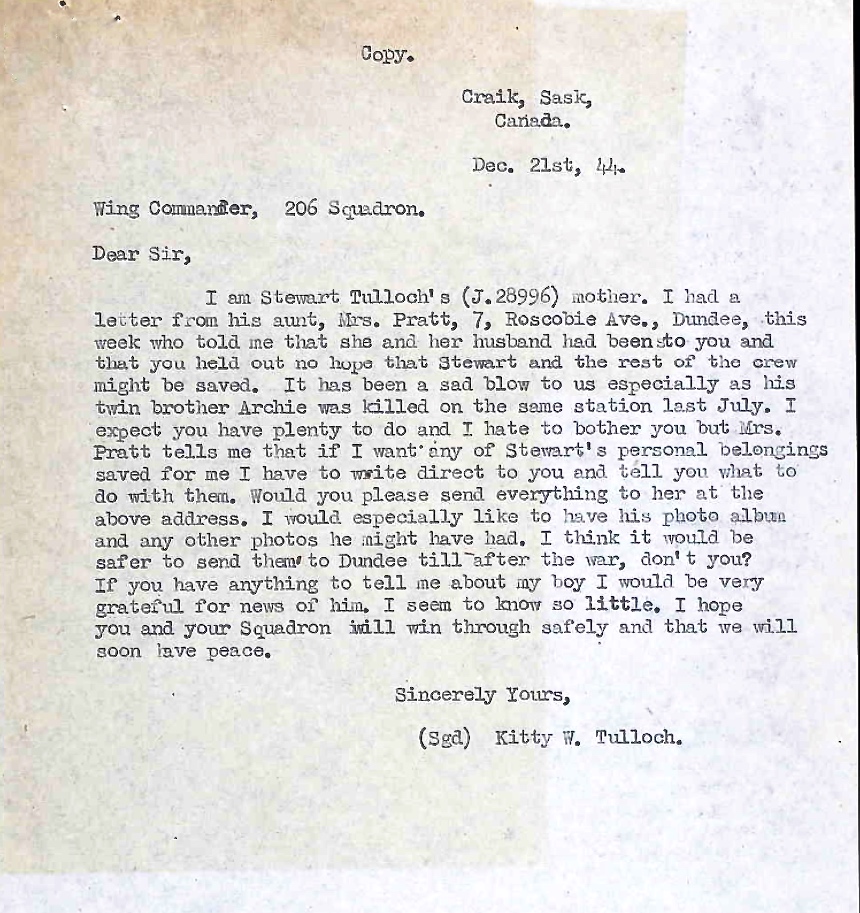 Copy.
Craik, Sask,
Canada.
Dec. 21st, 44.
Wing Commander, 206 Squadron.
Dear Sir,
I am Stewart Tulloch's (J.28996) mother. I had a
letter from his aunt, Mrs. Pratt, 7, Roscobie Ave., Dundee, this
week who told me that she and her husband had been to you and
that you held out no hope that Stewart and the rest of the crew
might be saved. It has been a sad blow to us especially as his
twin brother Archie was killed on the same station last July. I
expect you have plenty to do and I hate to bother you but Mrs.
Pratt tells me that if I want any of Stewart's personal belongings
saved for me I have to write direct to you and tell you what to
do with them. Would you please send everything to her at the
above address. I would especially like to have his photo album
and any other photos he might have had. I think it would be
safer to send them to Dundee till after the war, don't you?
If you have anything to tell me about my boy I would be very
grateful for news of him. I seem to know so little. I hope
you and your Squadron will win through safely and that we will
soon have peace.
Sincerely Yours,
(Sgd) Kitty W. Tulloch.